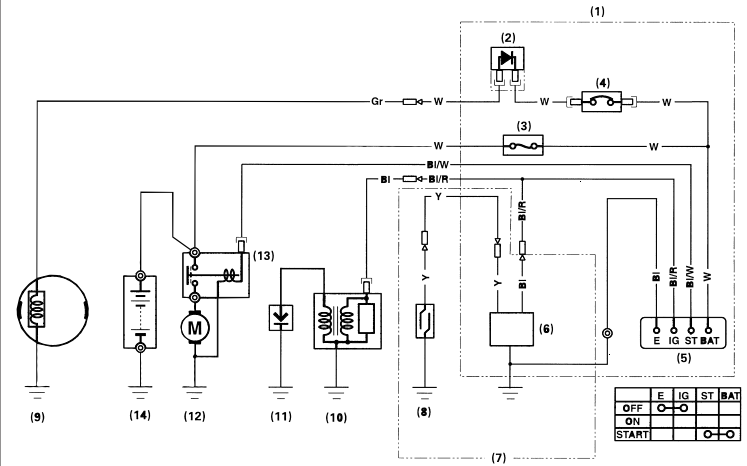 (1)
(2)
(4)
Gr W W W
(3)
W W
Bl/W
Bl Bl/R
Y
Bl/R
(13)
Y Y Bl
Bl Bl/R Bl/W W
M
(6)
E IG ST BAT
(5)
(9) (14) (12) (11) (10) (8)
(7)
E IG ST BAT
OFF
ON
START